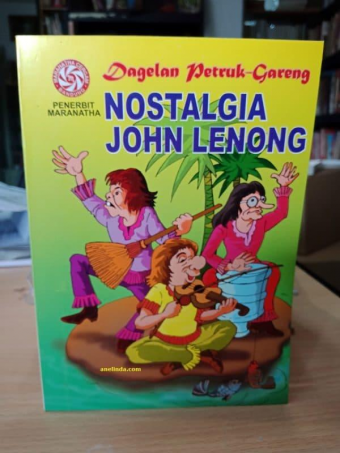 Dagelan Petruk-Gareng
PENERBIT
MARANATHA
NOSTALGIA
JOHN LENONG
anelinda.com